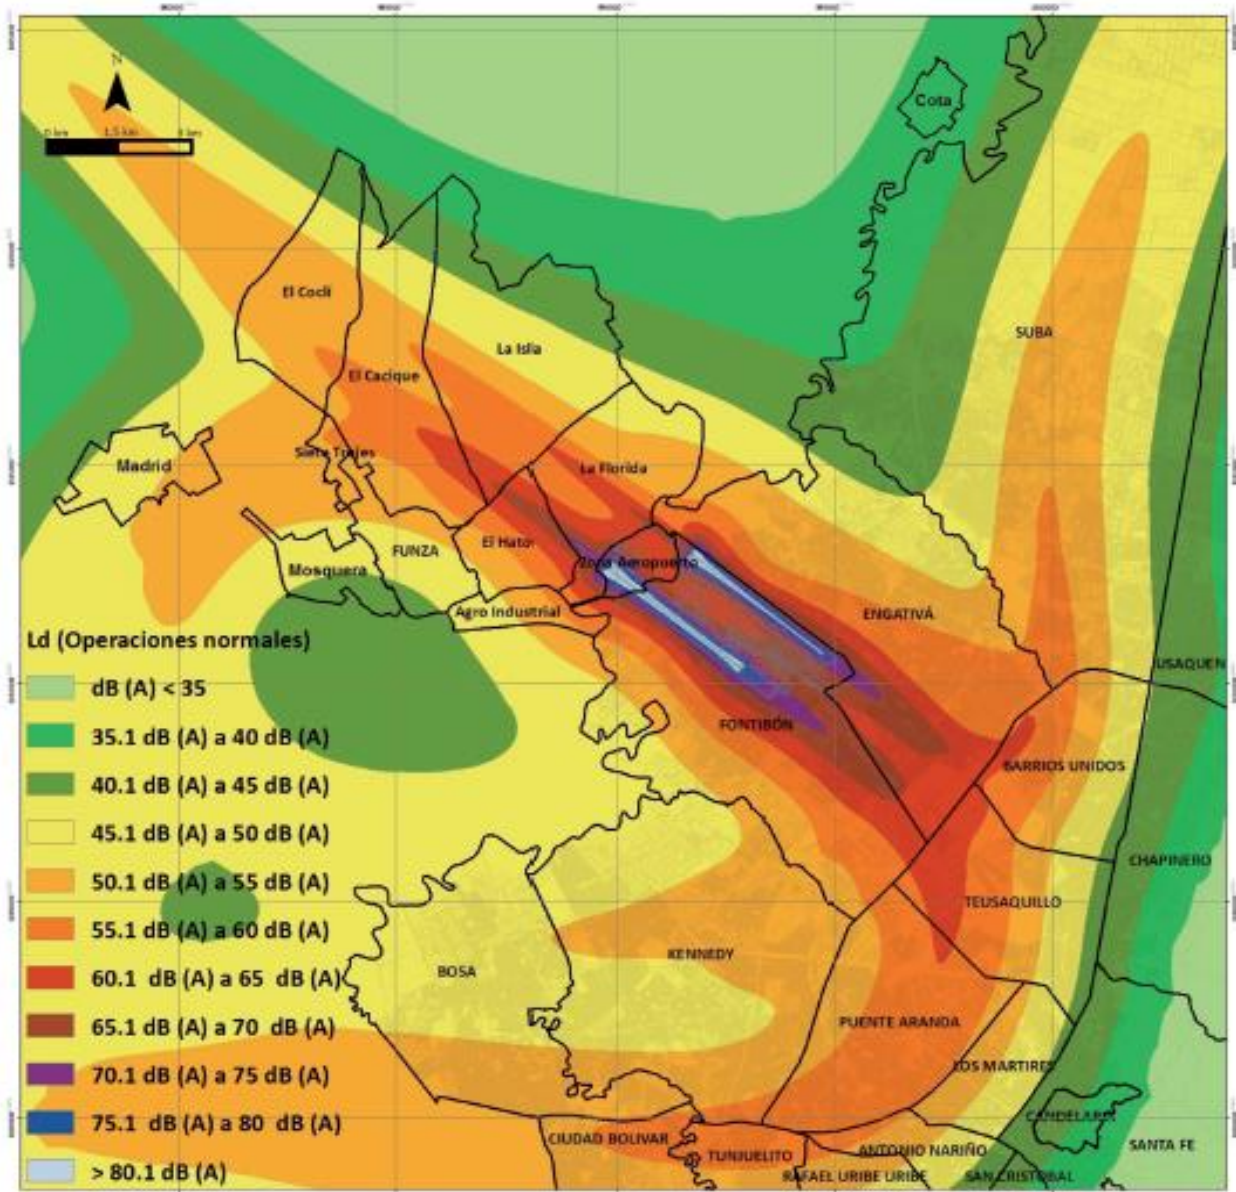 N
0 km 1.5 km 3 km
Cota
El Cocli
SUBA
La Isla
El Cacique
Siete Trojes
Madrid
La Florida
El Hato
FUNZA
Zona Aeropuerto
Mosquera
Agro Industrial
ENGATIVÁ
Ld (Operaciones normales)
dB (A) < 35
35.1 dB (A) a 40 dB (A)
40.1 dB (A) a 45 dB (A)
45.1 dB (A) a 50 dB (A)
50.1 dB (A) a 55 dB (A)
55.1 dB (A) a 60 dB (A)
60.1 dB (A) a 65 dB (A)
65.1 dB (A) a 70 dB (A)
70.1 dB (A) a 75 dB (A)
75.1 dB (A) a 80 dB (A)
> 80.1 dB (A)
USAQUEN
FONTIBÓN
BARRIOS UNIDOS
CHAPINERO
TEUSAQUILLO
KENNEDY
BOSA
PUENTE ARANDA
LOS MARTIRES
CANDELARIA
CIUDAD BOLIVAR
TUNJUELITO
ANTONIO NARIÑO
SANTA FE
RAFAEL URIBE URIBE
SAN CRISTOBAL